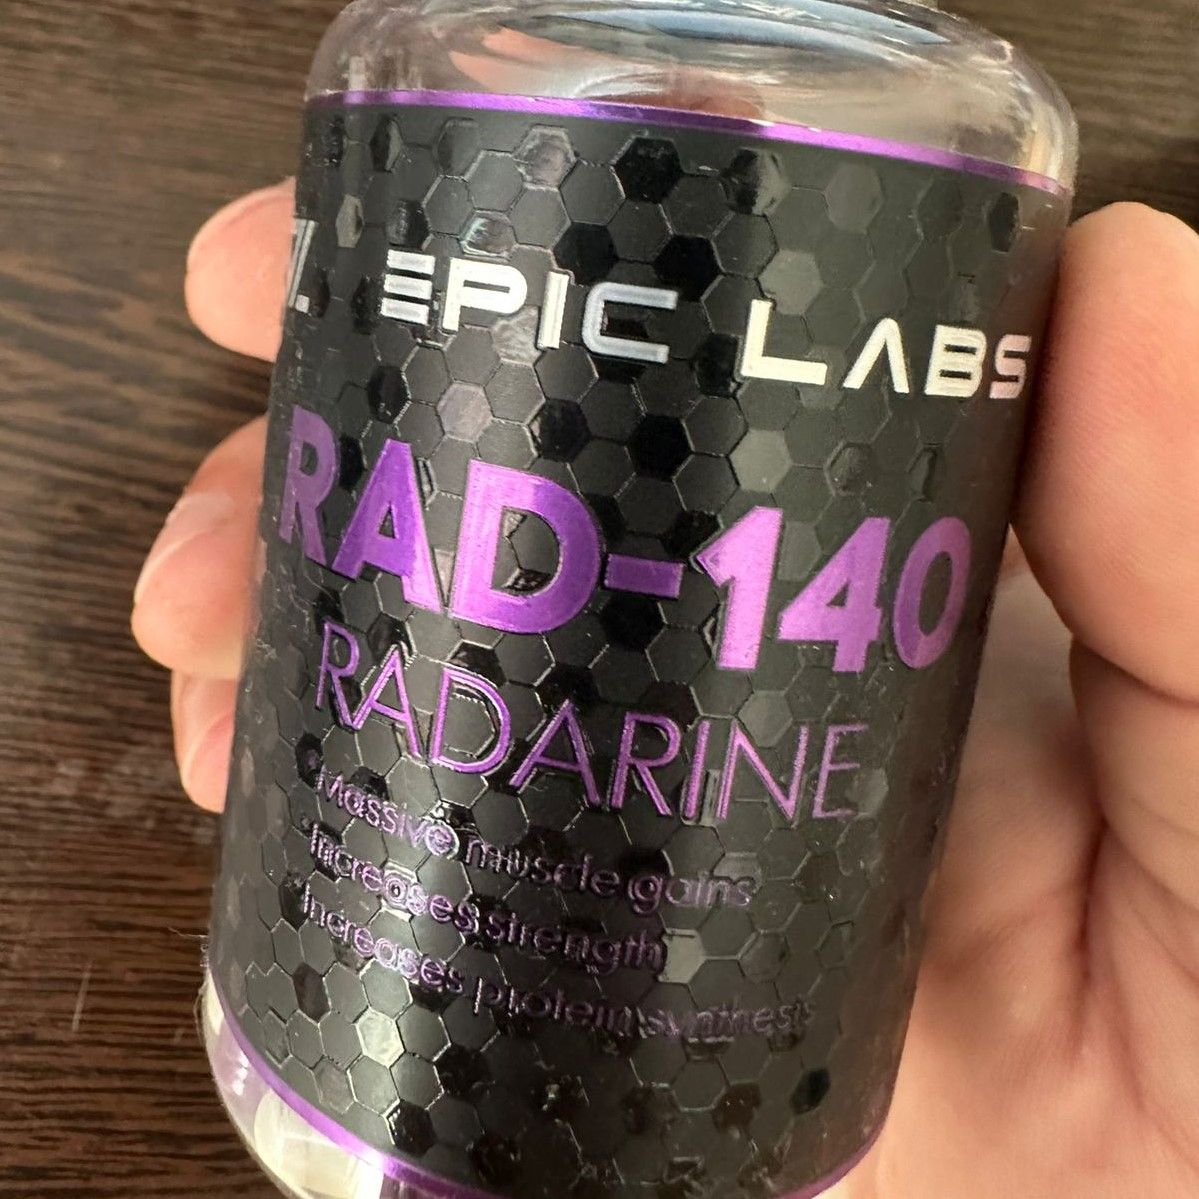 EPIC LABS
RAD-140
RADARINE
Massive muscle gains
Increases strength
Increases protein synthesis